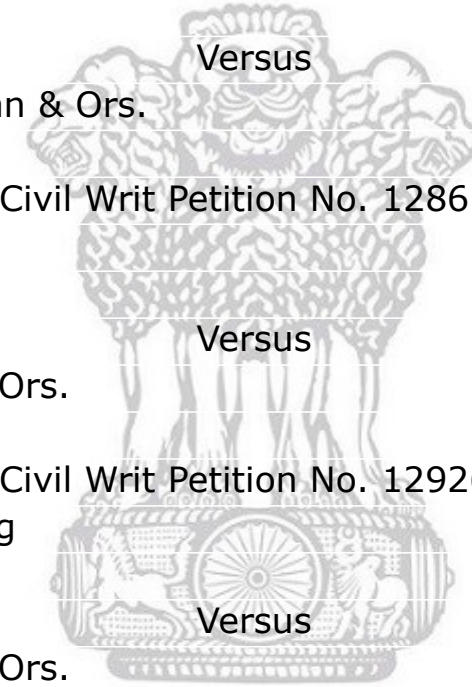 Versus
n & Ors.
Civil Writ Petition No. 1286
Versus
Ors.
Civil Writ Petition No. 1292
g
Versus
Ors.